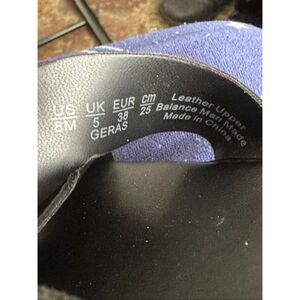 US UK EUR cm
8M 5 38 25
GERAS
Leather Upper
Balance Man Made
Made in China